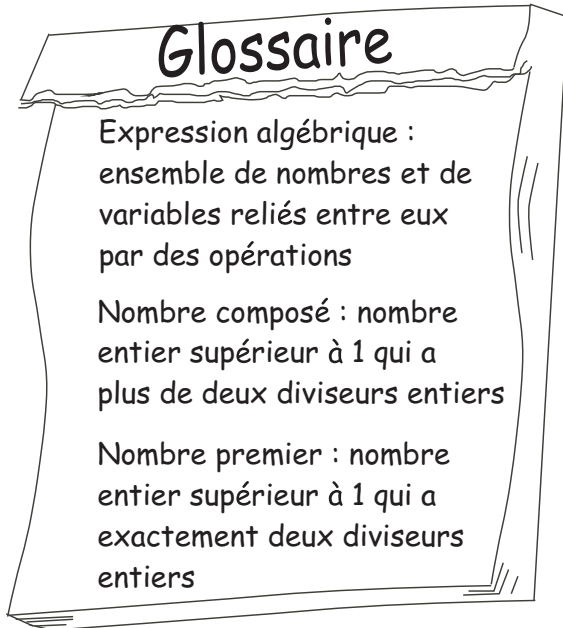 Glossaire
Expression algébrique :
ensemble de nombres et de
variables reliés entre eux
par des opérations
Nombre composé : nombre
entier supérieur à 1 qui a
plus de deux diviseurs entiers
Nombre premier : nombre
entier supérieur à 1 qui a
exactement deux diviseurs
entiers